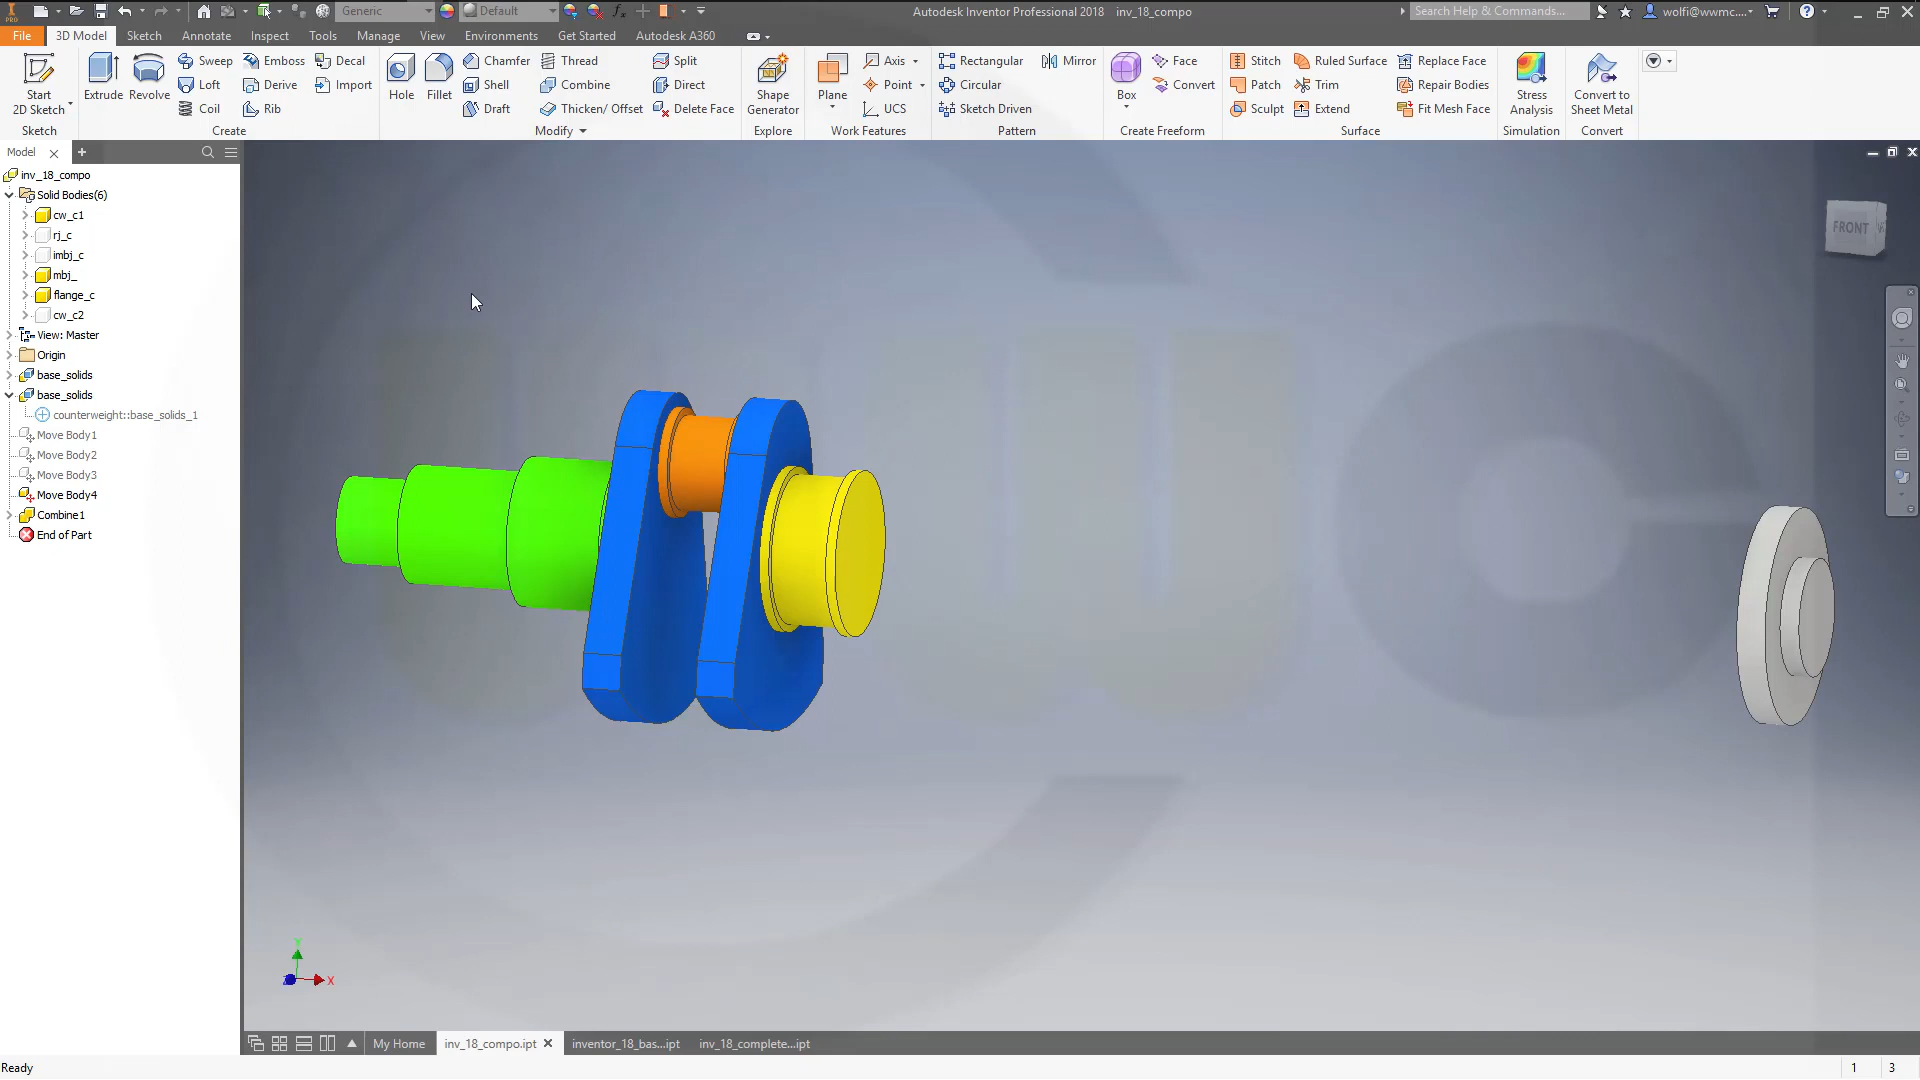 PRO
Generic
Default
fx
Autodesk Inventor Professional 2018 inv_18_compo
Search Help & Commands...
wolfi@wwmc....
File
3D Model
Sketch
Annotate
Inspect
Tools
Manage
View
Environments
Get Started
Autodesk A360
Start
2D Sketch
Sketch
Extrude
Revolve
Sweep
Loft
Coil
Emboss
Derive
Rib
Decal
Import
Create
Hole
Fillet
Chamfer
Shell
Draft
Thread
Combine
Thicken/ Offset
Split
Direct
Delete Face
Modify
Shape
Generator
Explore
Plane
Axis
Point
UCS
Work Features
Rectangular
Circular
Sketch Driven
Mirror
Pattern
Box
Face
Convert
Create Freeform
Stitch
Patch
Sculpt
Ruled Surface
Trim
Extend
Replace Face
Repair Bodies
Fit Mesh Face
Surface
Stress
Analysis
Simulation
Convert to
Sheet Metal
Convert
Model
inv_18_compo
Solid Bodies(6)
cw_c1
rj_c
imbj_c
mbj_
flange_c
cw_c2
View: Master
Origin
base_solids
base_solids
counterweight::base_solids_1
Move Body1
Move Body2
Move Body3
Move Body4
Combine1
End of Part
FRONT
Y
X
My Home
inv_18_compo.ipt
inventor_18_bas...ipt
inv_18_complete...ipt
Ready
1
3